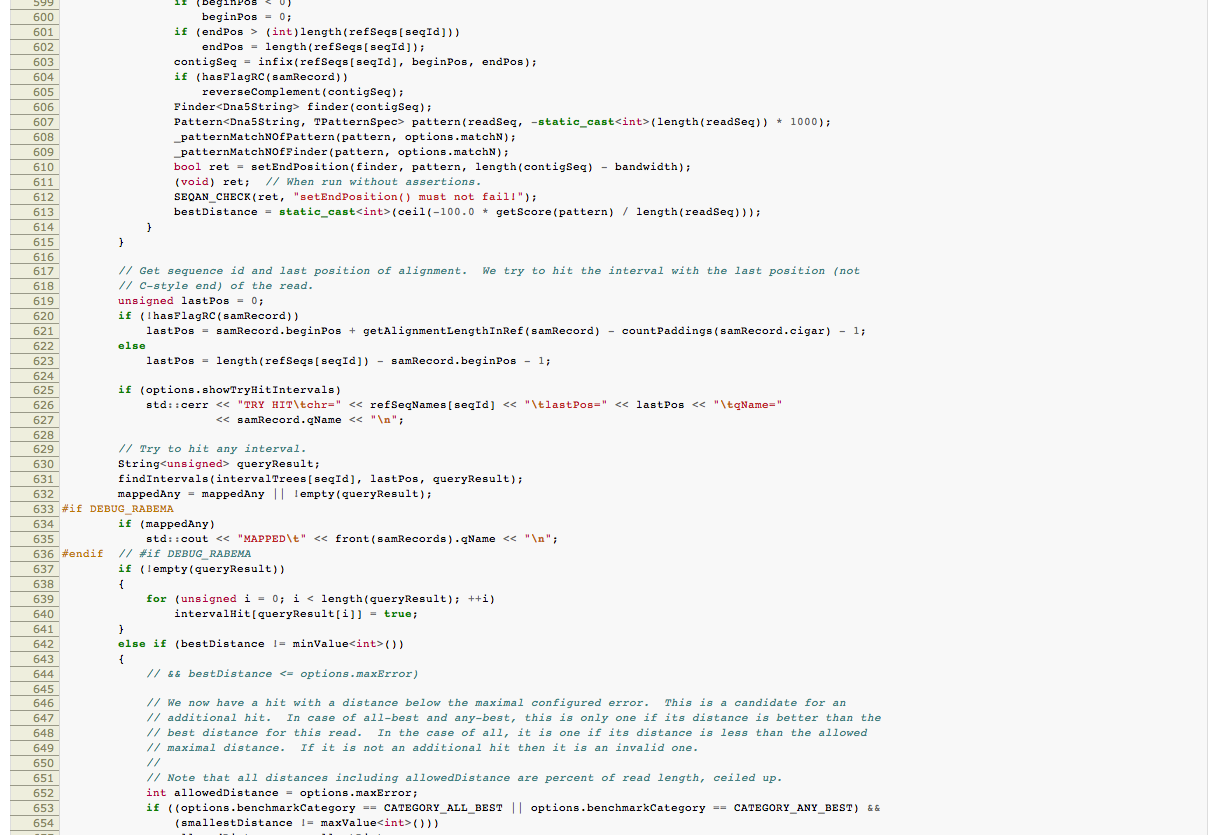 599                if (beginPos < 0)
600                    beginPos = 0;
601                if (endPos > (int)length(refSeqs[seqId]))
602                    endPos = length(refSeqs[seqId]);
603                contigSeq = infix(refSeqs[seqId], beginPos, endPos);
604                if (hasFlagRC(samRecord))
605                    reverseComplement(contigSeq);
606                Finder<Dna5String> finder(contigSeq);
607                Pattern<Dna5String, TPatternSpec> pattern(readSeq, -static_cast<int>(length(readSeq)) * 1000);
608                _patternMatchNOfPattern(pattern, options.matchN);
609                _patternMatchNOfFinder(pattern, options.matchN);
610                bool ret = setEndPosition(finder, pattern, length(contigSeq) - bandwidth);
611                (void) ret;  // When run without assertions.
612                SEQAN_CHECK(ret, "setEndPosition() must not fail!");
613                bestDistance = static_cast<int>(ceil(-100.0 * getScore(pattern) / length(readSeq)));
614            }
615        }
616
617        // Get sequence id and last position of alignment.  We try to hit the interval with the last position (not
618        // C-style end) of the read.
619        unsigned lastPos = 0;
620        if (!hasFlagRC(samRecord))
621            lastPos = samRecord.beginPos + getAlignmentLengthInRef(samRecord) - countPaddings(samRecord.cigar) - 1;
622        else
623            lastPos = length(refSeqs[seqId]) - samRecord.beginPos - 1;
624
625        if (options.showTryHitIntervals)
626            std::cerr << "TRY HIT\tchr=" << refSeqNames[seqId] << "\tlastPos=" << lastPos << "\tqName="
627                      << samRecord.qName << "\n";
628
629        // Try to hit any interval.
630        String<unsigned> queryResult;
631        findIntervals(intervalTrees[seqId], lastPos, queryResult);
632        mappedAny = mappedAny || !empty(queryResult);
633 #if DEBUG_RABEMA
634        if (mappedAny)
635            std::cout << "MAPPED\t" << front(samRecords).qName << "\n";
636 #endif  // #if DEBUG_RABEMA
637        if (!empty(queryResult))
638        {
639            for (unsigned i = 0; i < length(queryResult); ++i)
640                intervalHit[queryResult[i]] = true;
641        }
642        else if (bestDistance != minValue<int>())
643        {
644            // && bestDistance <= options.maxError)
645
646            // We now have a hit with a distance below the maximal configured error.  This is a candidate for an
647            // additional hit.  In case of all-best and any-best, this is only one if its distance is better than the
648            // best distance for this read.  In the case of all, it is one if its distance is less than the allowed
649            // maximal distance.  If it is not an additional hit then it is an invalid one.
650            //
651            // Note that all distances including allowedDistance are percent of read length, ceiled up.
652            int allowedDistance = options.maxError;
653            if ((options.benchmarkCategory == CATEGORY_ALL_BEST || options.benchmarkCategory == CATEGORY_ANY_BEST) &&
654                (smallestDistance != maxValue<int>()))